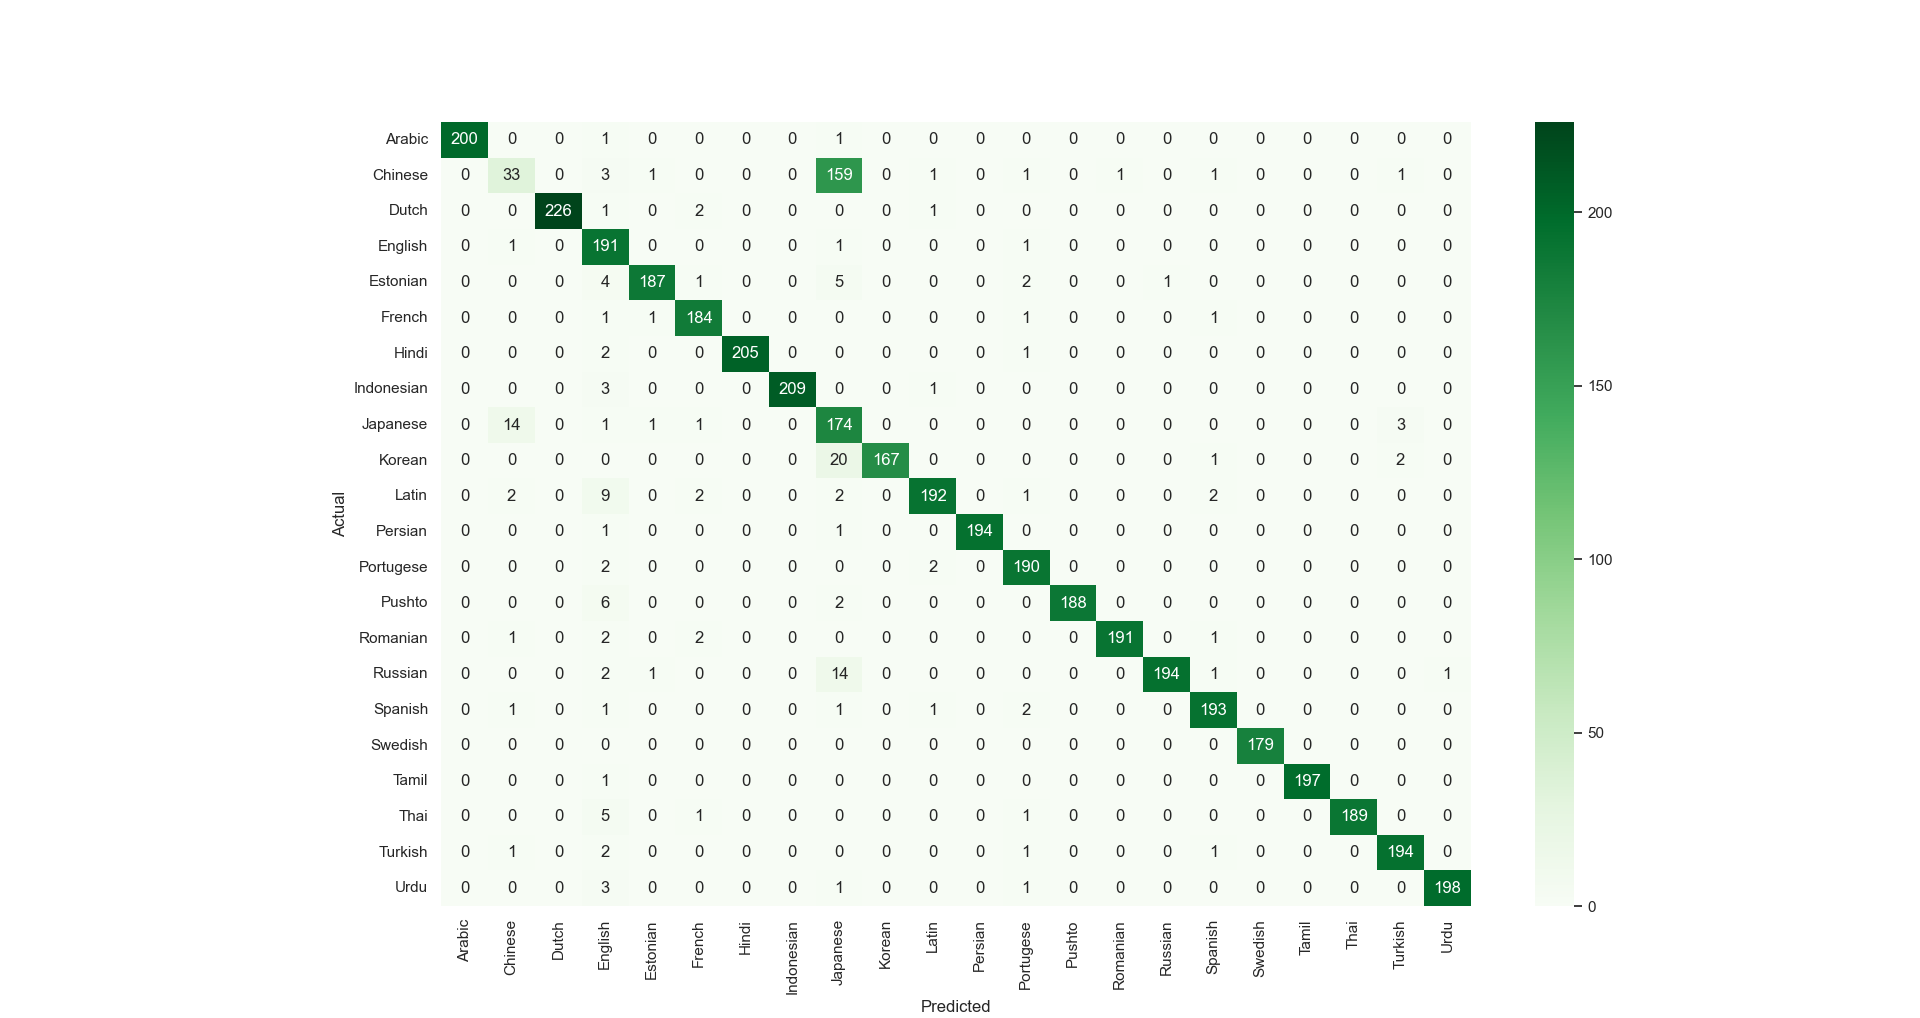 Arabic 200 0 0 1 0 0 0 0 1 0 0 0 0 0 0 0 0 0 0 0 0 0
Chinese 0 33 0 3 1 0 0 0 159 0 1 0 1 0 1 0 1 0 0 0 1 0
Dutch 0 0 226 1 0 2 0 0 0 0 1 0 0 0 0 0 0 0 0 0 0 0
200
English 0 1 0 191 0 0 0 0 1 0 0 0 1 0 0 0 0 0 0 0 0 0
Estonian 0 0 0 4 187 1 0 0 5 0 0 0 2 0 0 1 0 0 0 0 0 0
French 0 0 0 1 1 184 0 0 0 0 0 0 1 0 0 0 1 0 0 0 0 0
Hindi 0 0 0 2 0 0 205 0 0 0 0 0 1 0 0 0 0 0 0 0 0 0
Indonesian 0 0 0 3 0 0 0 209 0 0 1 0 0 0 0 0 0 0 0 0 0 0
150
Japanese 0 14 0 1 1 1 0 0 174 0 0 0 0 0 0 0 0 0 0 0 3 0
Korean 0 0 0 0 0 0 0 0 20 167 0 0 0 0 0 0 1 0 0 0 2 0
Latin 0 2 0 9 0 2 0 0 2 0 192 0 1 0 0 0 2 0 0 0 0 0
Actual
Persian 0 0 0 1 0 0 0 0 1 0 0 194 0 0 0 0 0 0 0 0 0 0
100
Portugese 0 0 0 2 0 0 0 0 0 0 2 0 190 0 0 0 0 0 0 0 0 0
Pushto 0 0 0 6 0 0 0 0 2 0 0 0 0 188 0 0 0 0 0 0 0 0
Romanian 0 1 0 2 0 2 0 0 0 0 0 0 0 0 191 0 1 0 0 0 0 0
Russian 0 0 0 2 1 0 0 0 14 0 0 0 0 0 0 194 1 0 0 0 0 1
Spanish 0 1 0 1 0 0 0 0 1 0 1 0 2 0 0 0 193 0 0 0 0 0
50
Swedish 0 0 0 0 0 0 0 0 0 0 0 0 0 0 0 0 0 179 0 0 0 0
Tamil 0 0 0 1 0 0 0 0 0 0 0 0 0 0 0 0 0 0 197 0 0 0
Thai 0 0 0 5 0 1 0 0 0 0 0 0 1 0 0 0 0 0 0 189 0 0
Turkish 0 1 0 2 0 0 0 0 0 0 0 0 1 0 0 0 1 0 0 0 194 0
Urdu 0 0 0 3 0 0 0 0 1 0 0 0 1 0 0 0 0 0 0 0 0 198
0
Arabic Chinese Dutch English Estonian French Hindi Indonesian Japanese Korean Latin Persian Portugese Pushto Romanian Russian Spanish Swedish Tamil Thai Turkish Urdu
Predicted